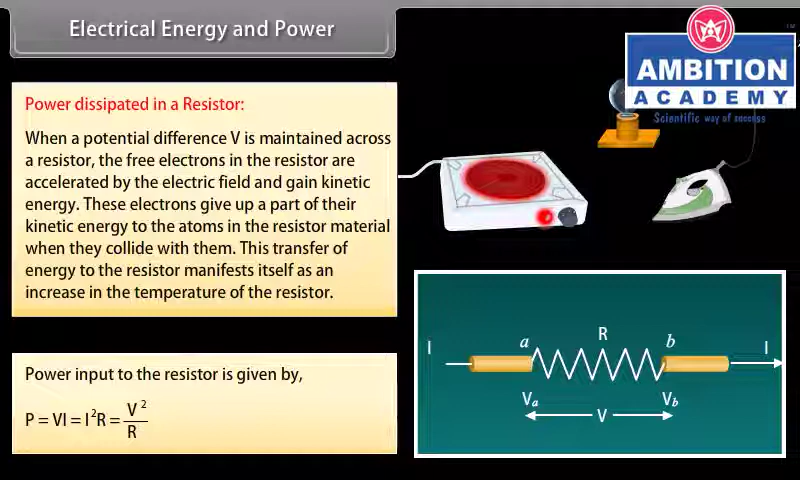 Electrical Energy and Power
AMBITION
ACADEMY
Scientific way of success
Power dissipated in a Resistor:
When a potential difference V is maintained across
a resistor, the free electrons in the resistor are
accelerated by the electric field and gain kinetic
energy. These electrons give up a part of their
kinetic energy to the atoms in the resistor material
when they collide with them. This transfer of
energy to the resistor manifests itself as an
increase in the temperature of the resistor.
I a R b I
Vₐ V_b
V
Power input to the resistor is given by,
P = VI = I²R = V²/R